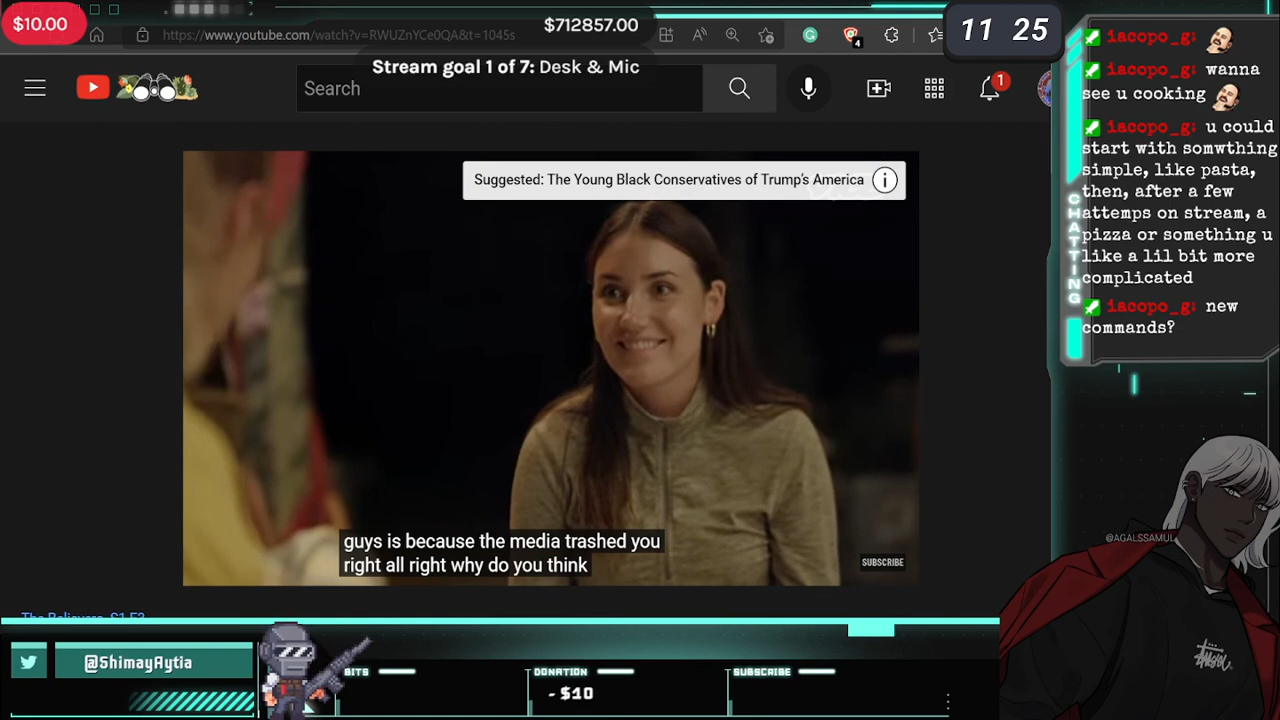 $10.00
https://www.youtube.com/watch?v=RWUZnYCe0QA&t=1045s
$712857.00
4
11 25
Stream goal 1 of 7: Desk & Mic
Search
1
Suggested: The Young Black Conservatives of Trump's America
guys is because the media trashed you
right all right why do you think
SUBSCRIBE
iacopo_g:
iacopo_g: wanna
see u cooking
iacopo_g: u could
start with somwthing
simple, like pasta,
then, after a few
attemps on stream, a
pizza or something u
like a lil bit more
complicated
iacopo_g: new
commands?
CHATTING
@AGALSSAMUL
@ShimayAytia
BITS
DONATION
- $10
SUBSCRIBE